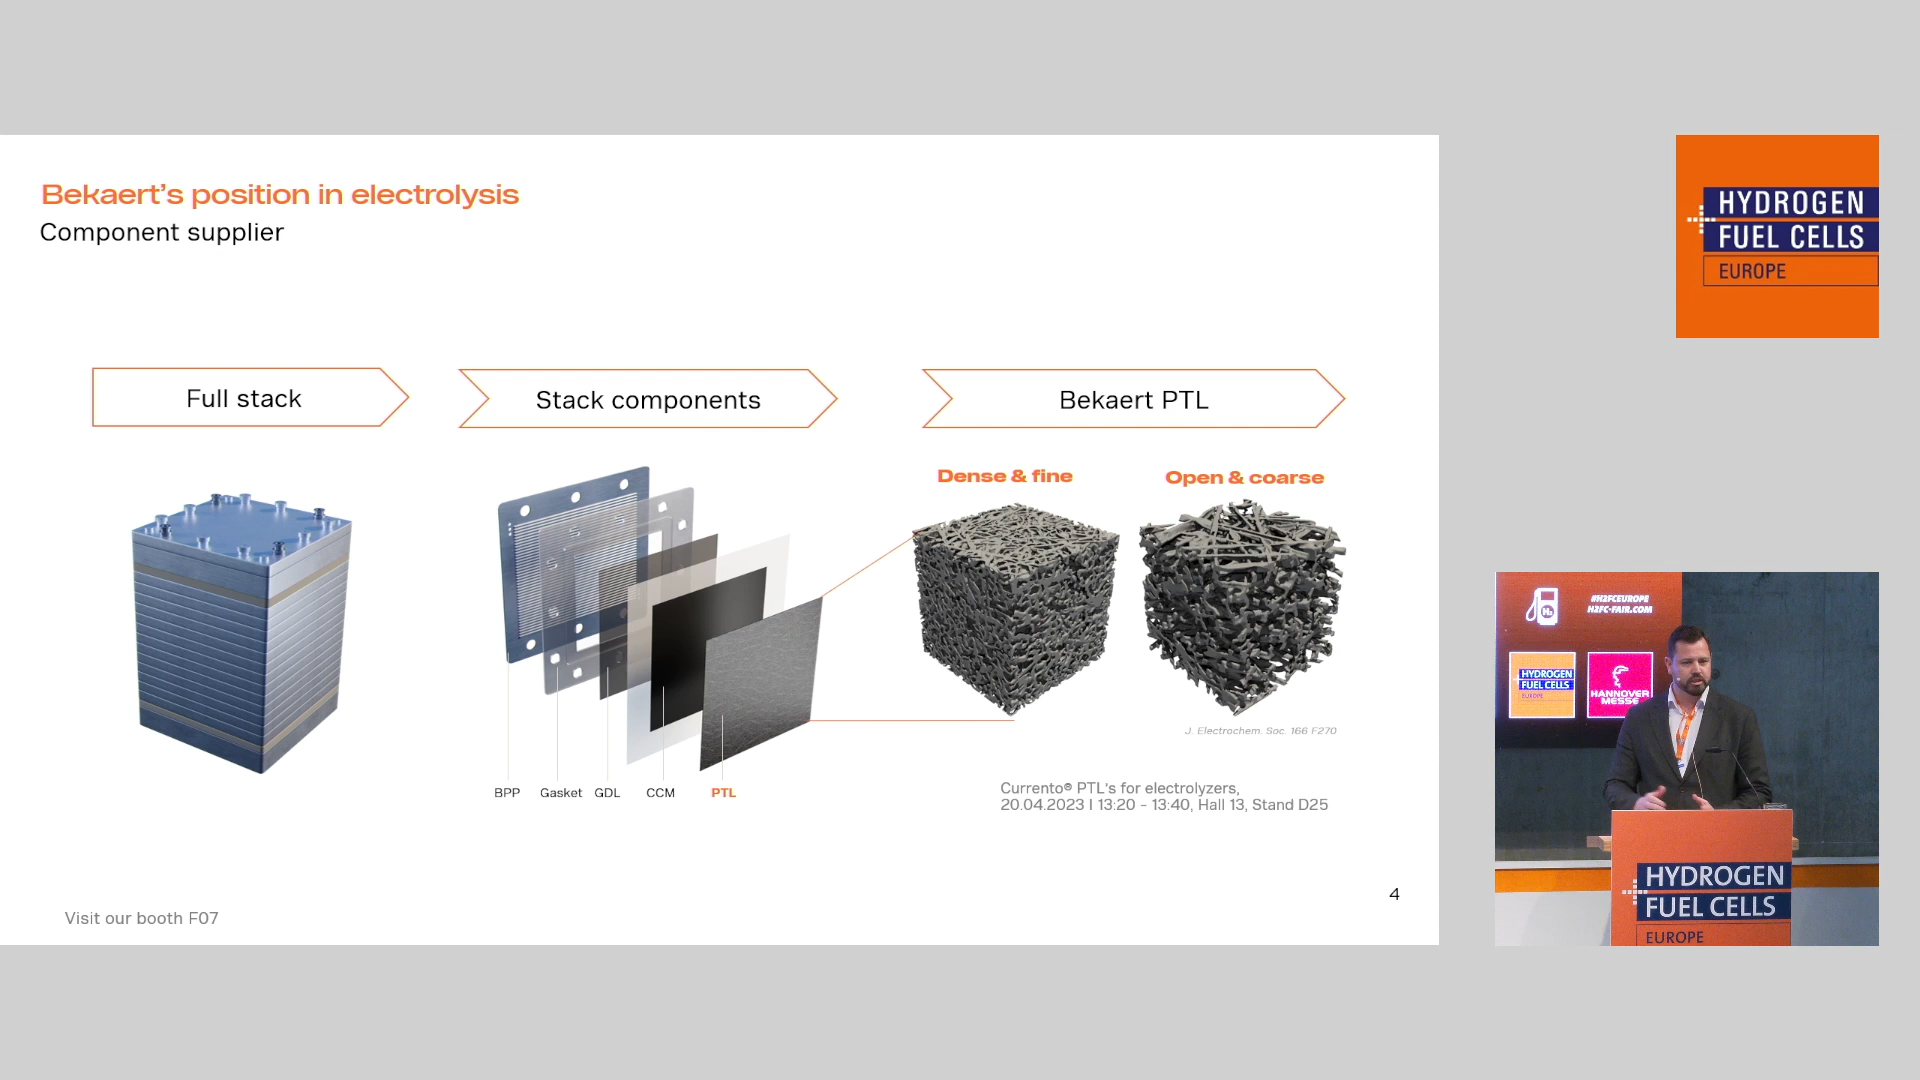 Bekaert's position in electrolysis
Component supplier
Full stack
Stack components
Bekaert PTL
Dense & fine
Open & coarse
J. Electrochem. Soc. 166 F270
BPP
Gasket
GDL
CCM
PTL
Currento® PTL's for electrolyzers,
20.04.2023 I 13:20 - 13:40, Hall 13, Stand D25
4
Visit our booth F07
HYDROGEN
FUEL CELLS
EUROPE
H2
#H2FCEUROPE
H2FC-FAIR.COM
HYDROGEN
FUEL CELLS
EUROPE
HANNOVER
MESSE
HYDROGEN
FUEL CELLS
EUROPE